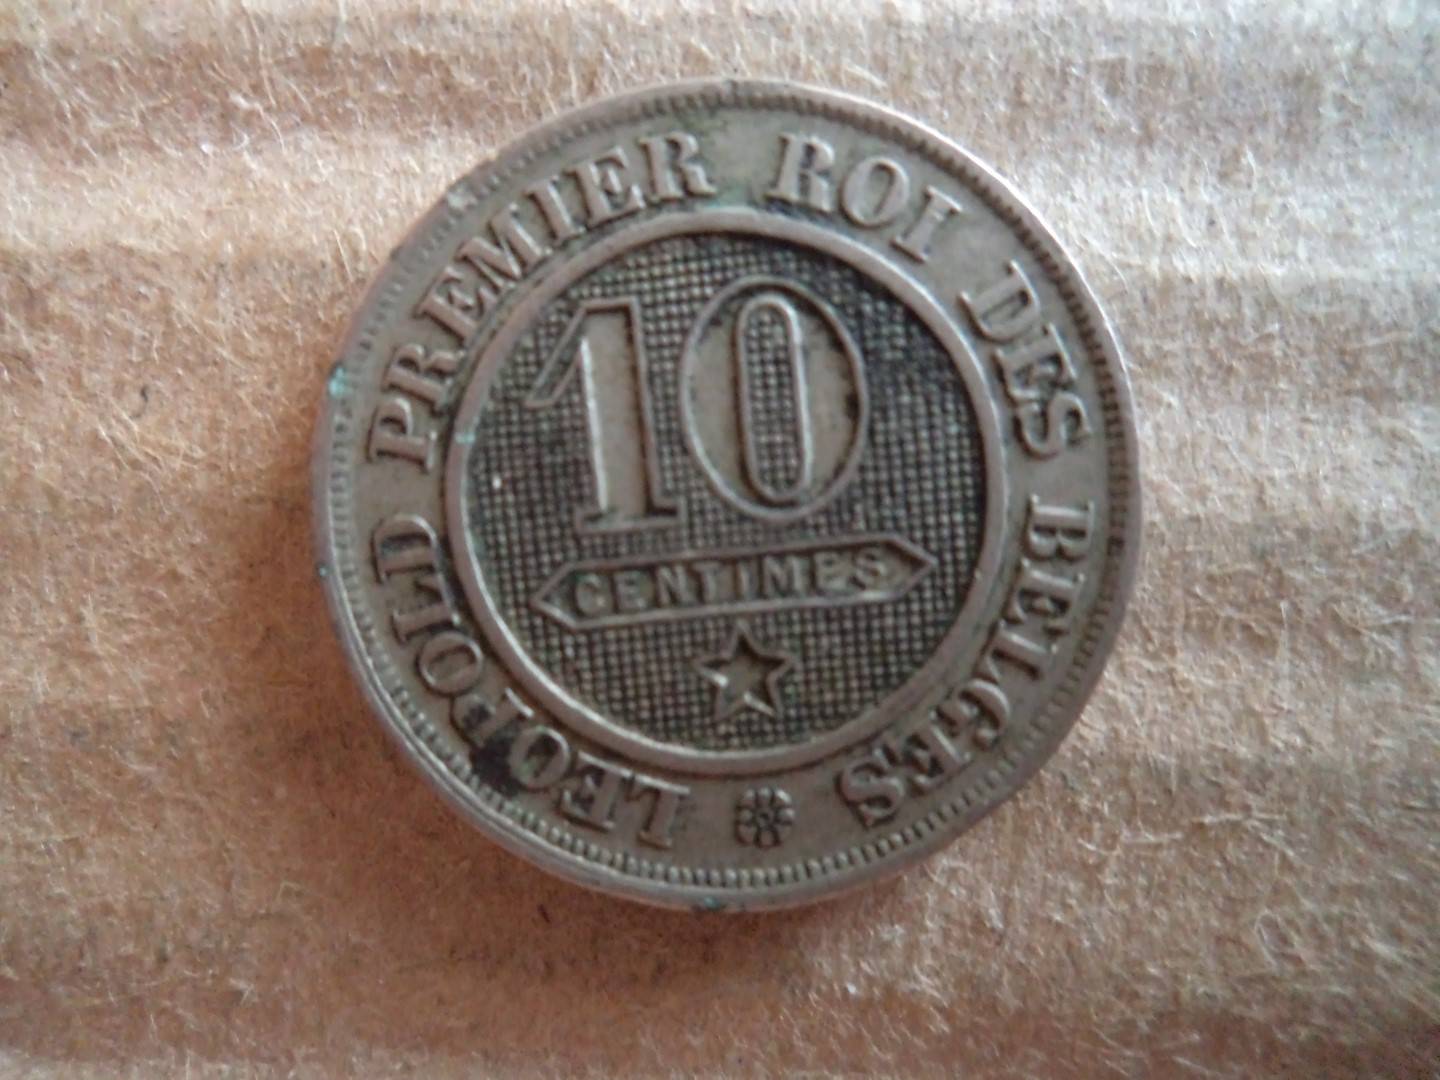 LEOPOLD PREMIER ROI DES BELGES
10
CENTIMES